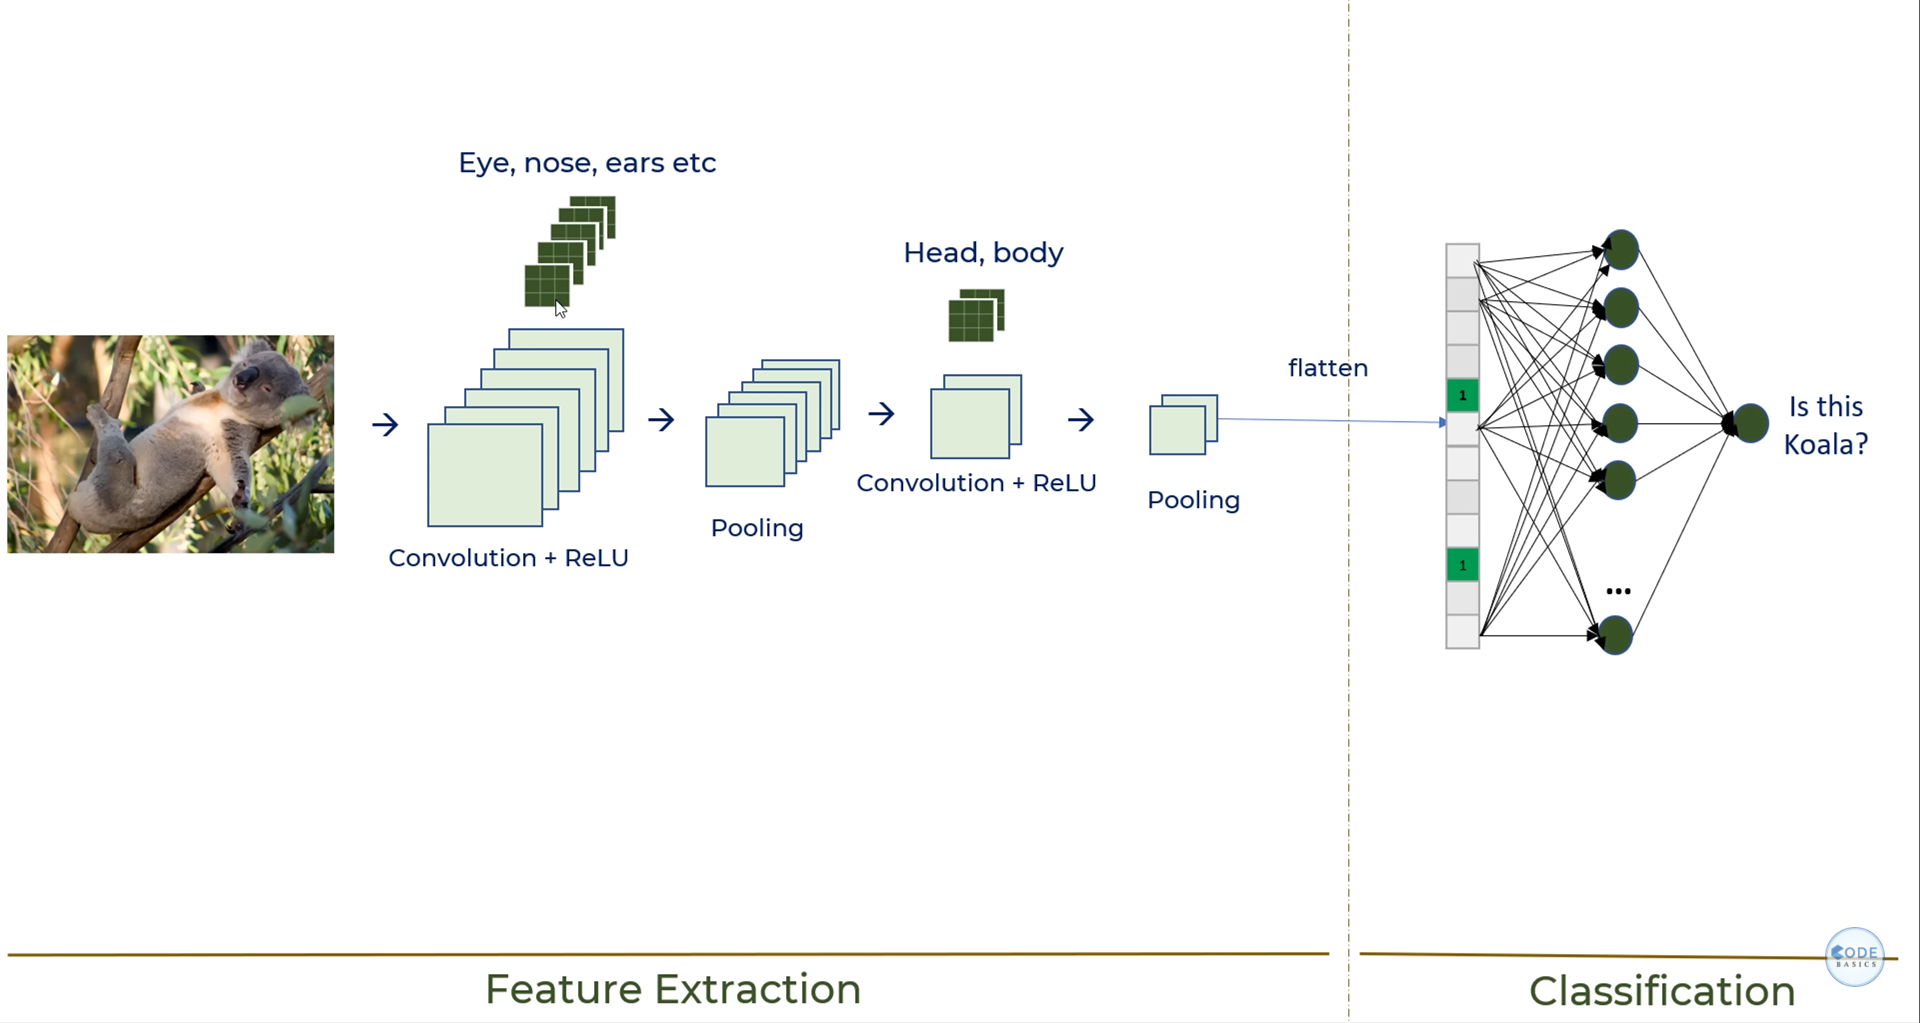 Eye, nose, ears etc
Head, body
flatten
1
1
...
Is this
Koala?
Convolution + ReLU
Pooling
Convolution + ReLU
Pooling
Feature Extraction
Classification
CODE
BASICS